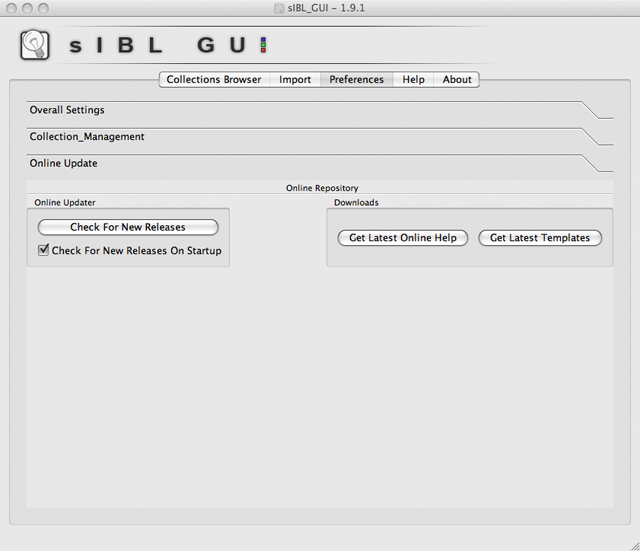 sIBL_GUI - 1.9.1
sIBL GUI
Collections Browser Import Preferences Help About
Overall Settings
Collection_Management
Online Update
Online Repository
Online Updater Downloads
Check For New Releases Get Latest Online Help Get Latest Templates
Check For New Releases On Startup